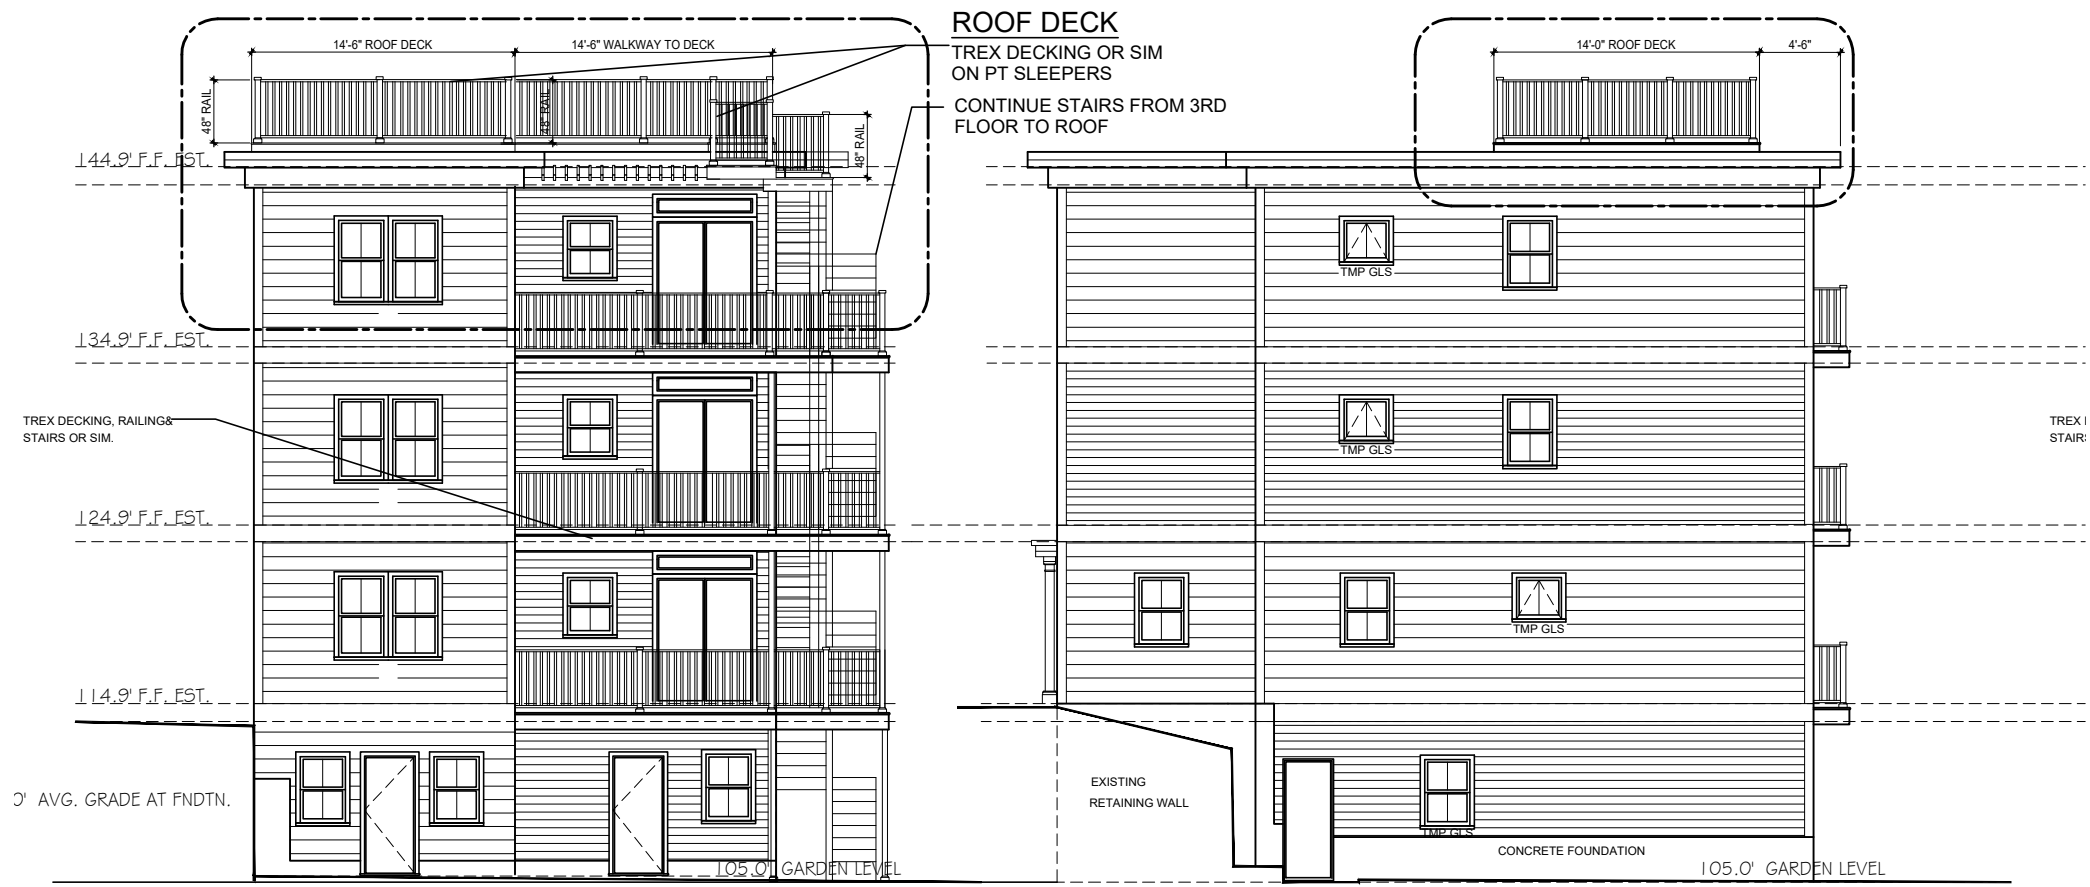 ROOF DECK
TREX DECKING OR SIM
ON PT SLEEPERS
CONTINUE STAIRS FROM 3RD
FLOOR TO ROOF
14'-6" ROOF DECK
14'-6" WALKWAY TO DECK
48" RAIL
48" RAIL
48" RAIL
144.9' F.F. EST.
134.9' F.F. EST.
TREX DECKING, RAILING&
STAIRS OR SIM.
124.9' F.F. EST.
114.9' F.F. EST.
0' AVG. GRADE AT FNDTN.
105.0' GARDEN LEVEL
14'-0" ROOF DECK
4'-6"
TMP GLS
TMP GLS
TMP GLS
EXISTING
RETAINING WALL
TMP GLS
CONCRETE FOUNDATION
105.0' GARDEN LEVEL
TREX
STAIRS